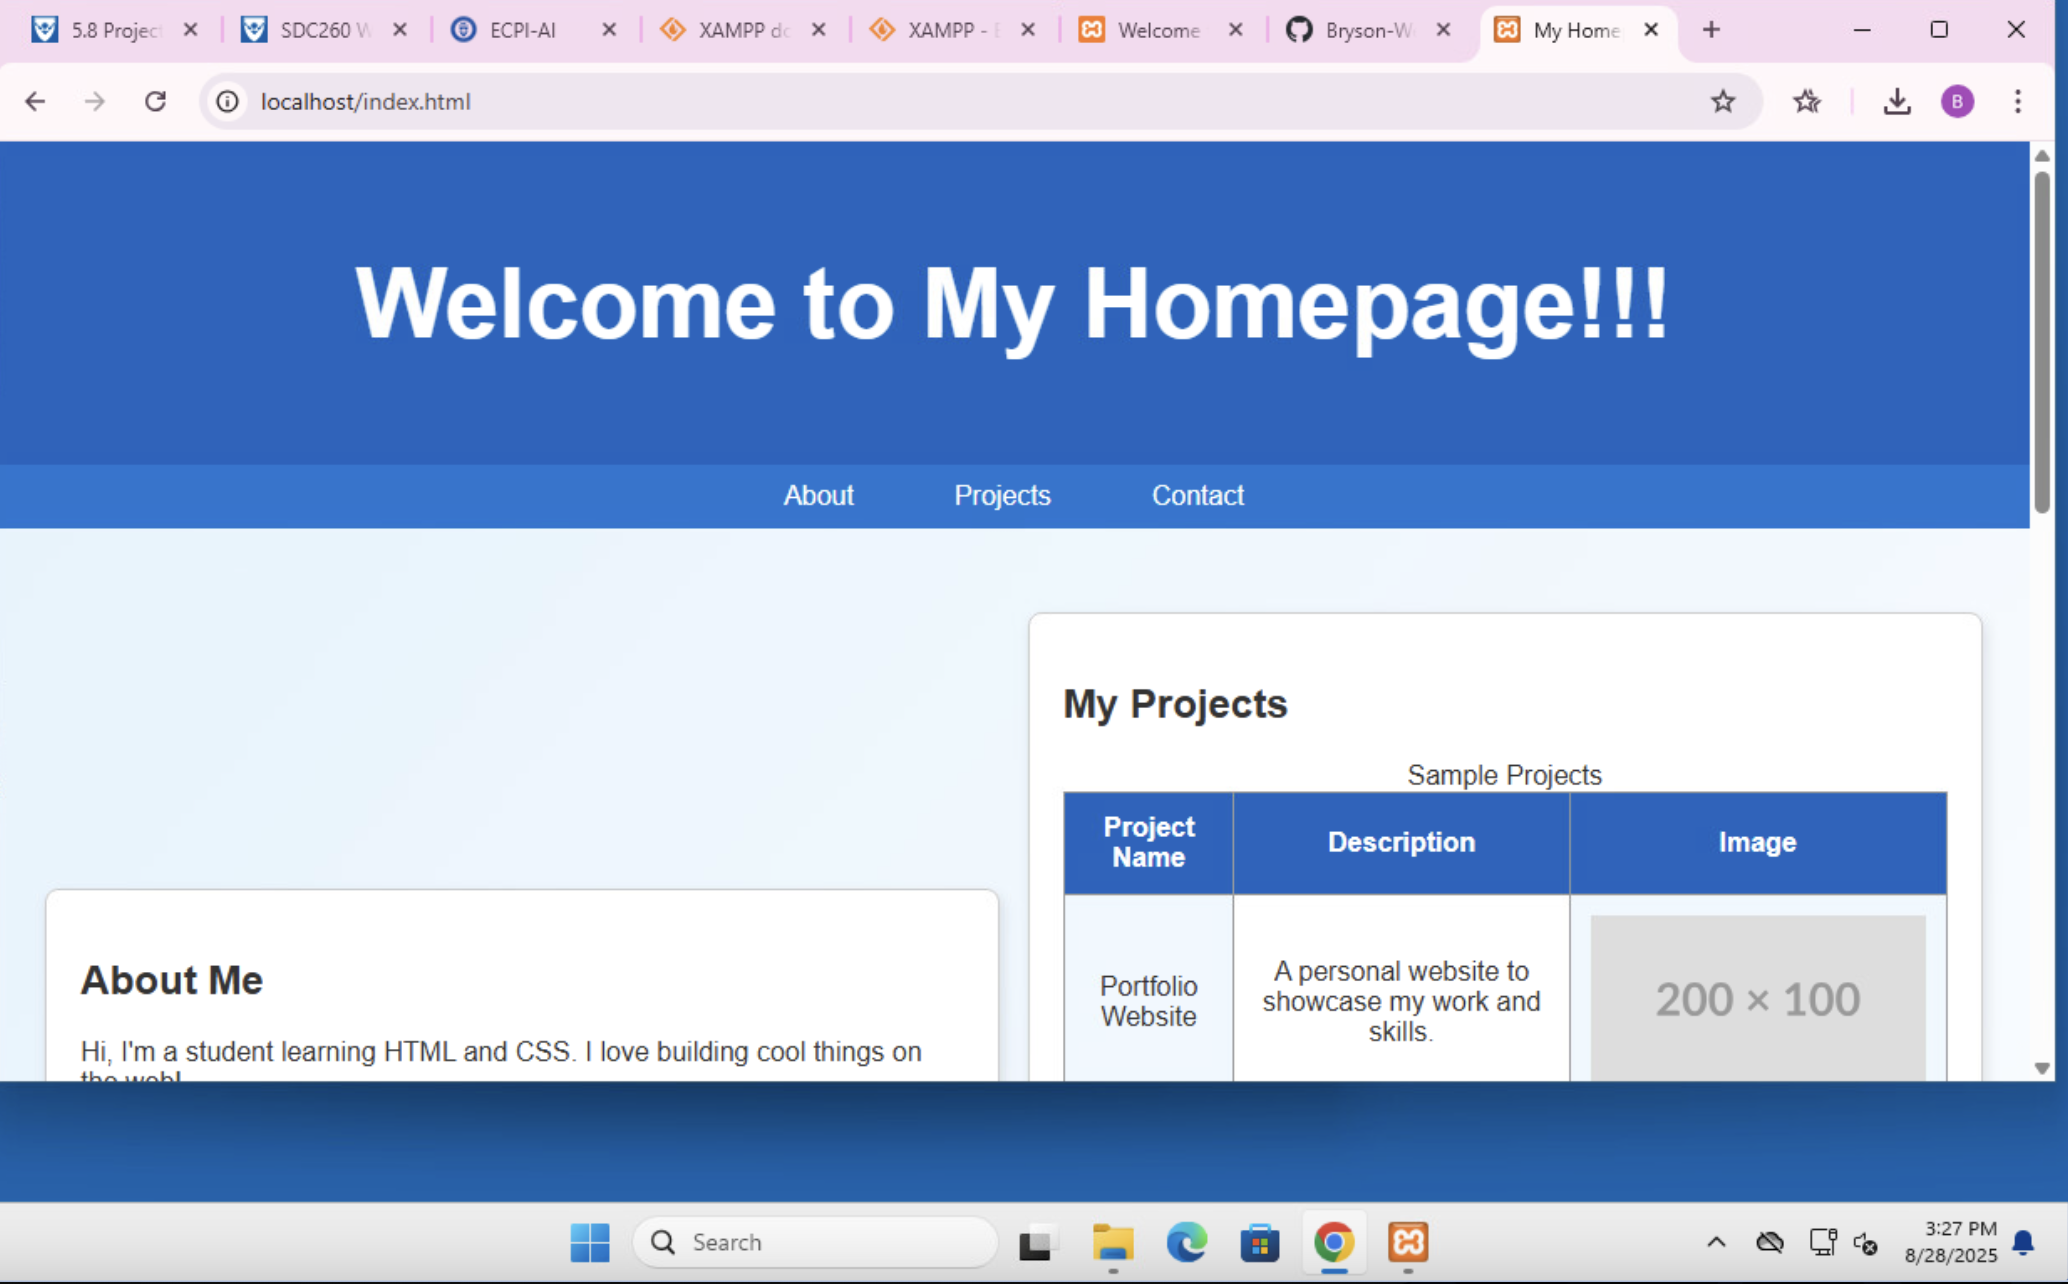 5.8 Project
SDC260 W
ECPI-AI
XAMPP do
XAMPP -
Welcome
Bryson-W
My Home
localhost/index.html
B
Welcome to My Homepage!!!
About
Projects
Contact
My Projects
Sample Projects
Project
Name
Description
Image
Portfolio
Website
A personal website to
showcase my work and
skills.
200 × 100
About Me
Hi, I'm a student learning HTML and CSS. I love building cool things on
the web!
Search
3:27 PM
8/28/2025